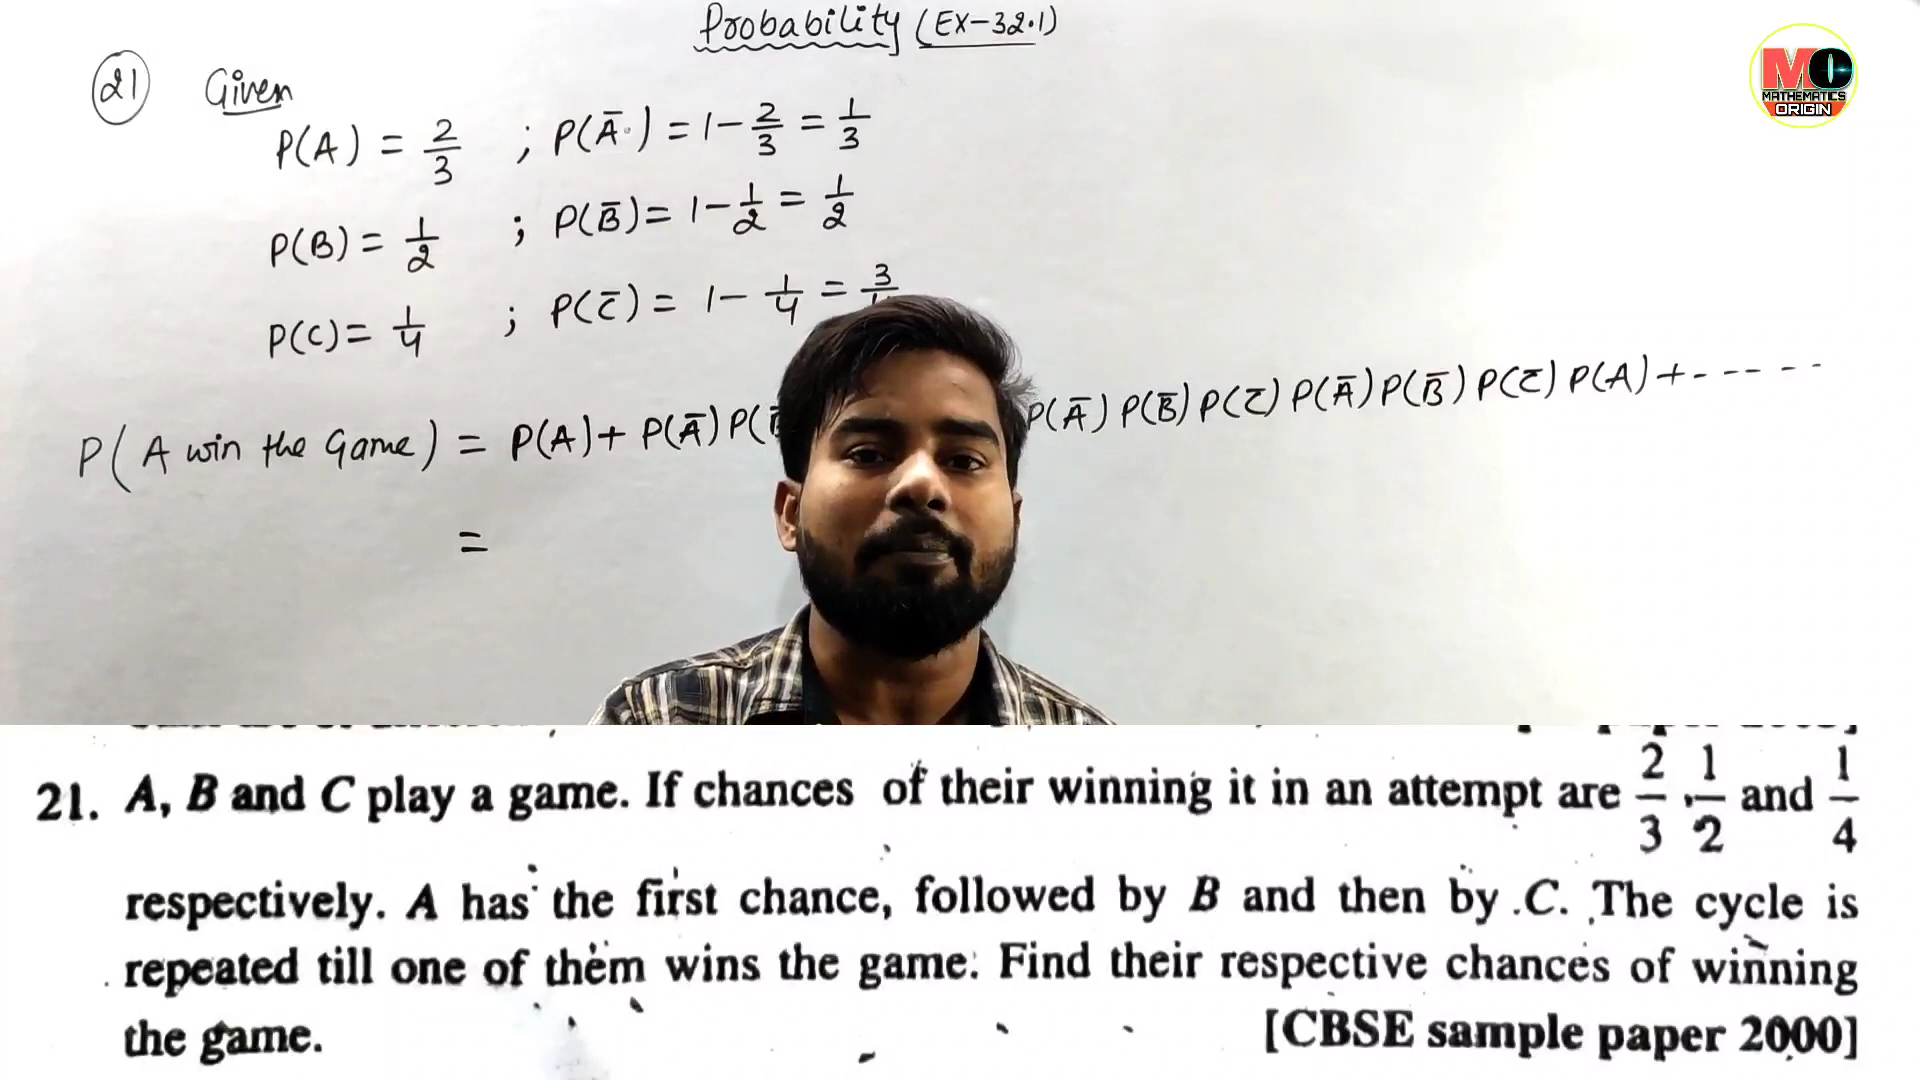 Probability (EX-32.1)
MO
MATHEMATICS
ORIGIN
21 Given
P(A) = 2/3 ; P(Ā) = 1 - 2/3 = 1/3
P(B) = 1/2 ; P(B̄) = 1 - 1/2 = 1/2
P(C) = 1/4 ; P(C̄) = 1 - 1/4 = 3/
P(A win the Game) = P(A) + P(Ā) P( P(Ā) P(B̄) P(C̄) P(Ā) P(B̄) P(C̄) P(A) + - - - - -
=
21. A, B and C play a game. If chances of their winning it in an attempt are 2/3, 1/2 and 1/4
respectively. A has the first chance, followed by B and then by C. The cycle is
repeated till one of them wins the game. Find their respective chances of winning
the game. [CBSE sample paper 2000]